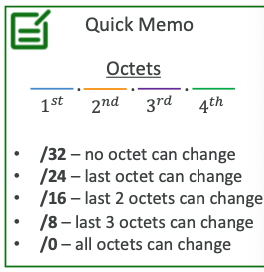 Quick Memo
Octets
1st . 2nd . 3rd . 4th
• /32 – no octet can change
• /24 – last octet can change
• /16 – last 2 octets can change
• /8 – last 3 octets can change
• /0 – all octets can change